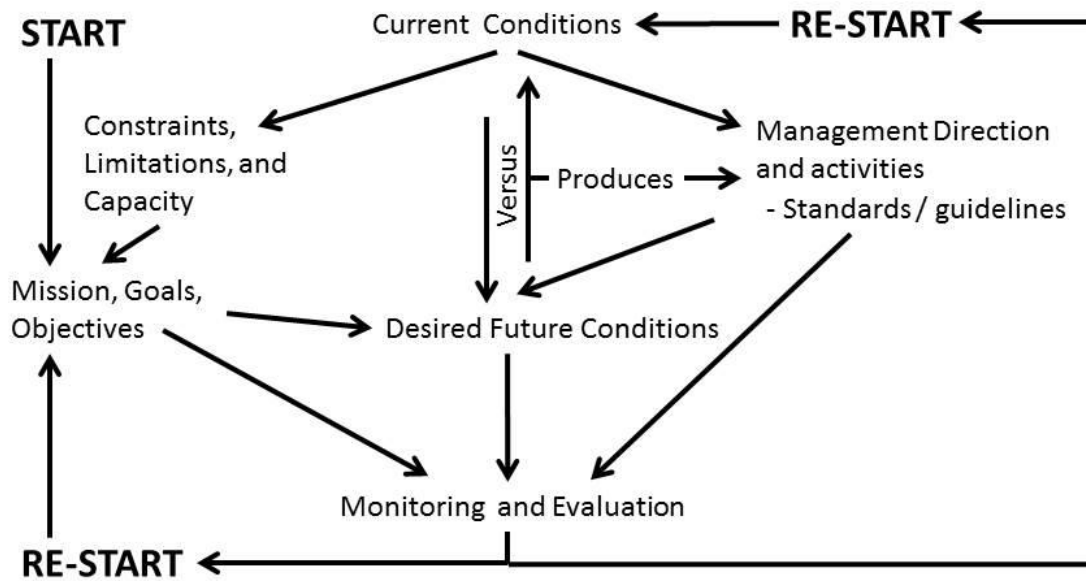 START
Current Conditions
RE-START
Constraints,
Limitations, and
Capacity
Versus
Produces
Management Direction
and activities
- Standards / guidelines
Mission, Goals,
Objectives
Desired Future Conditions
Monitoring and Evaluation
RE-START